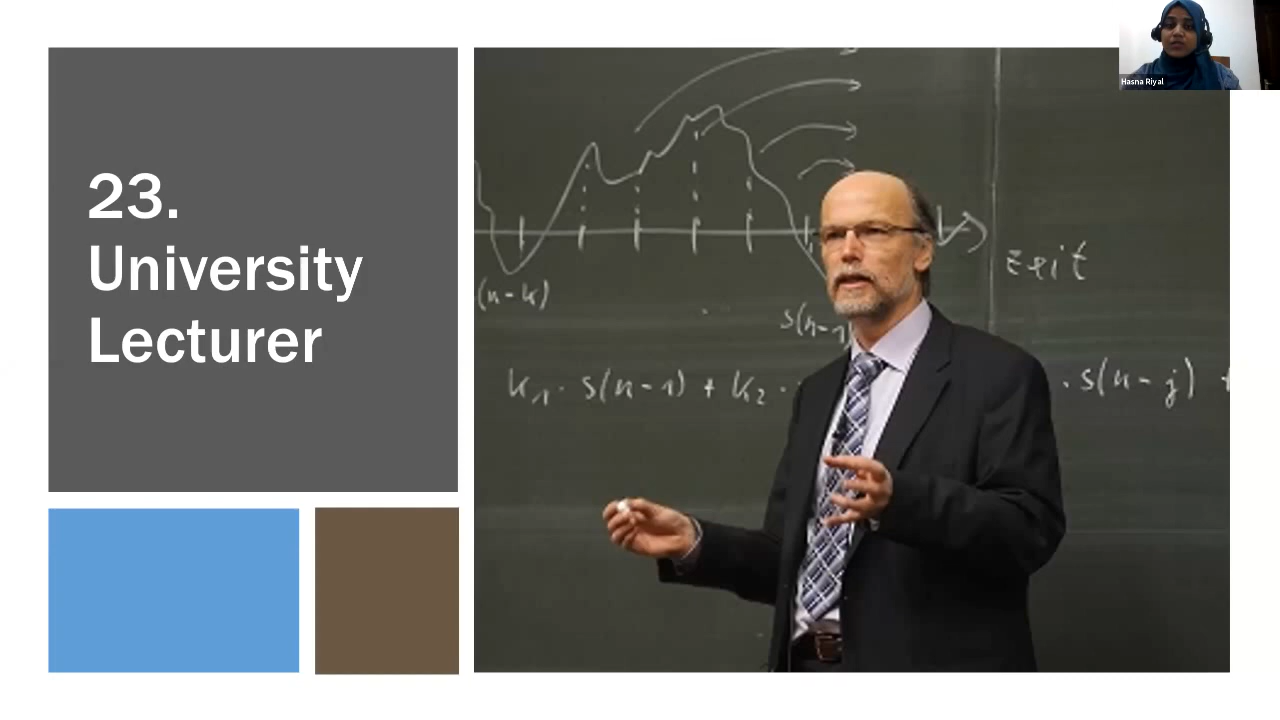 Hasna Riyal
23.
University
Lecturer
zeit
(n-k)
s(n-1)
k₁· s(n-1) + k₂ ·
· s(n-j) +